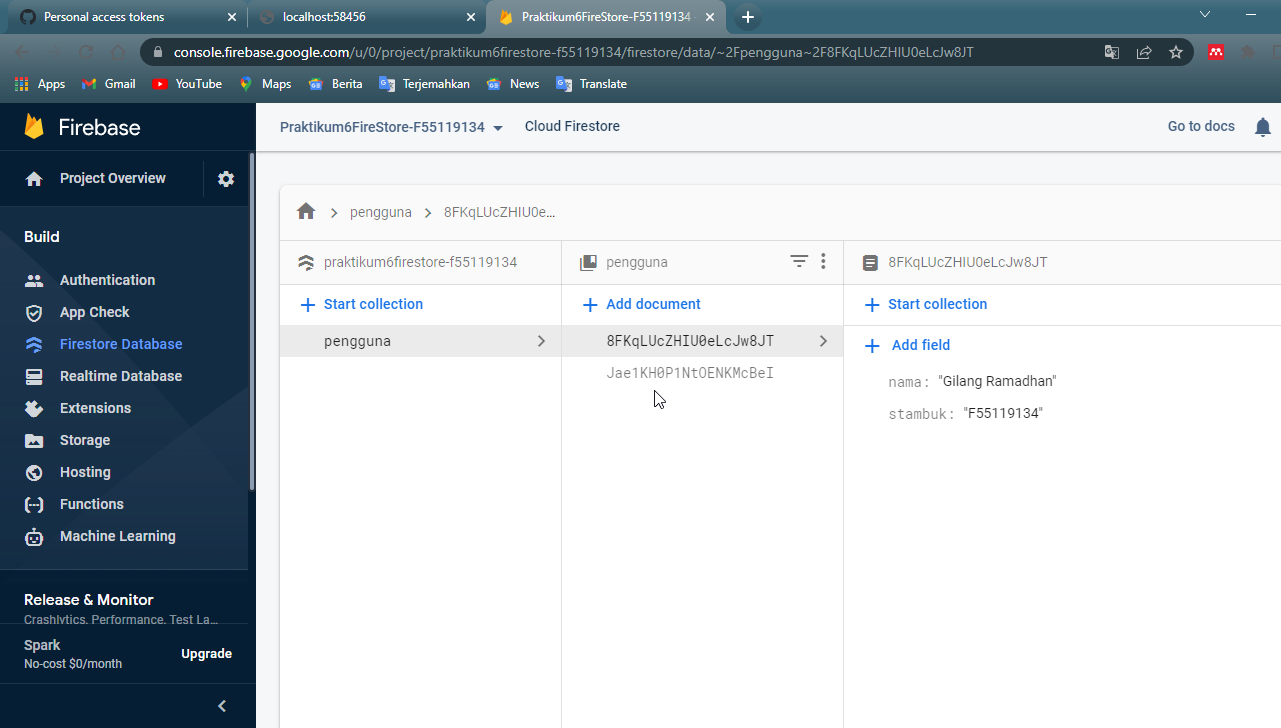 Personal access tokens
localhost:58456
Praktikum6FireStore-F55119134
console.firebase.google.com/u/0/project/praktikum6firestore-f55119134/firestore/data/~2Fpengguna~2F8FKqLUcZHIU0eLcJw8JT
Apps Gmail YouTube Maps Berita Terjemahkan News Translate
Firebase
Praktikum6FireStore-F55119134 Cloud Firestore Go to docs
Project Overview
Build
Authentication
App Check
Firestore Database
Realtime Database
Extensions
Storage
Hosting
Functions
Machine Learning
Release & Monitor
Crashlytics, Performance, Test La...
Spark
No-cost $0/month
Upgrade
pengguna 8FKqLUcZHIU0e...
praktikum6firestore-f55119134
Start collection
pengguna
pengguna
Add document
8FKqLUcZHIU0eLcJw8JT
Jae1KH0P1NtOENKMcBeI
8FKqLUcZHIU0eLcJw8JT
Start collection
Add field
nama: "Gilang Ramadhan"
stambuk: "F55119134"